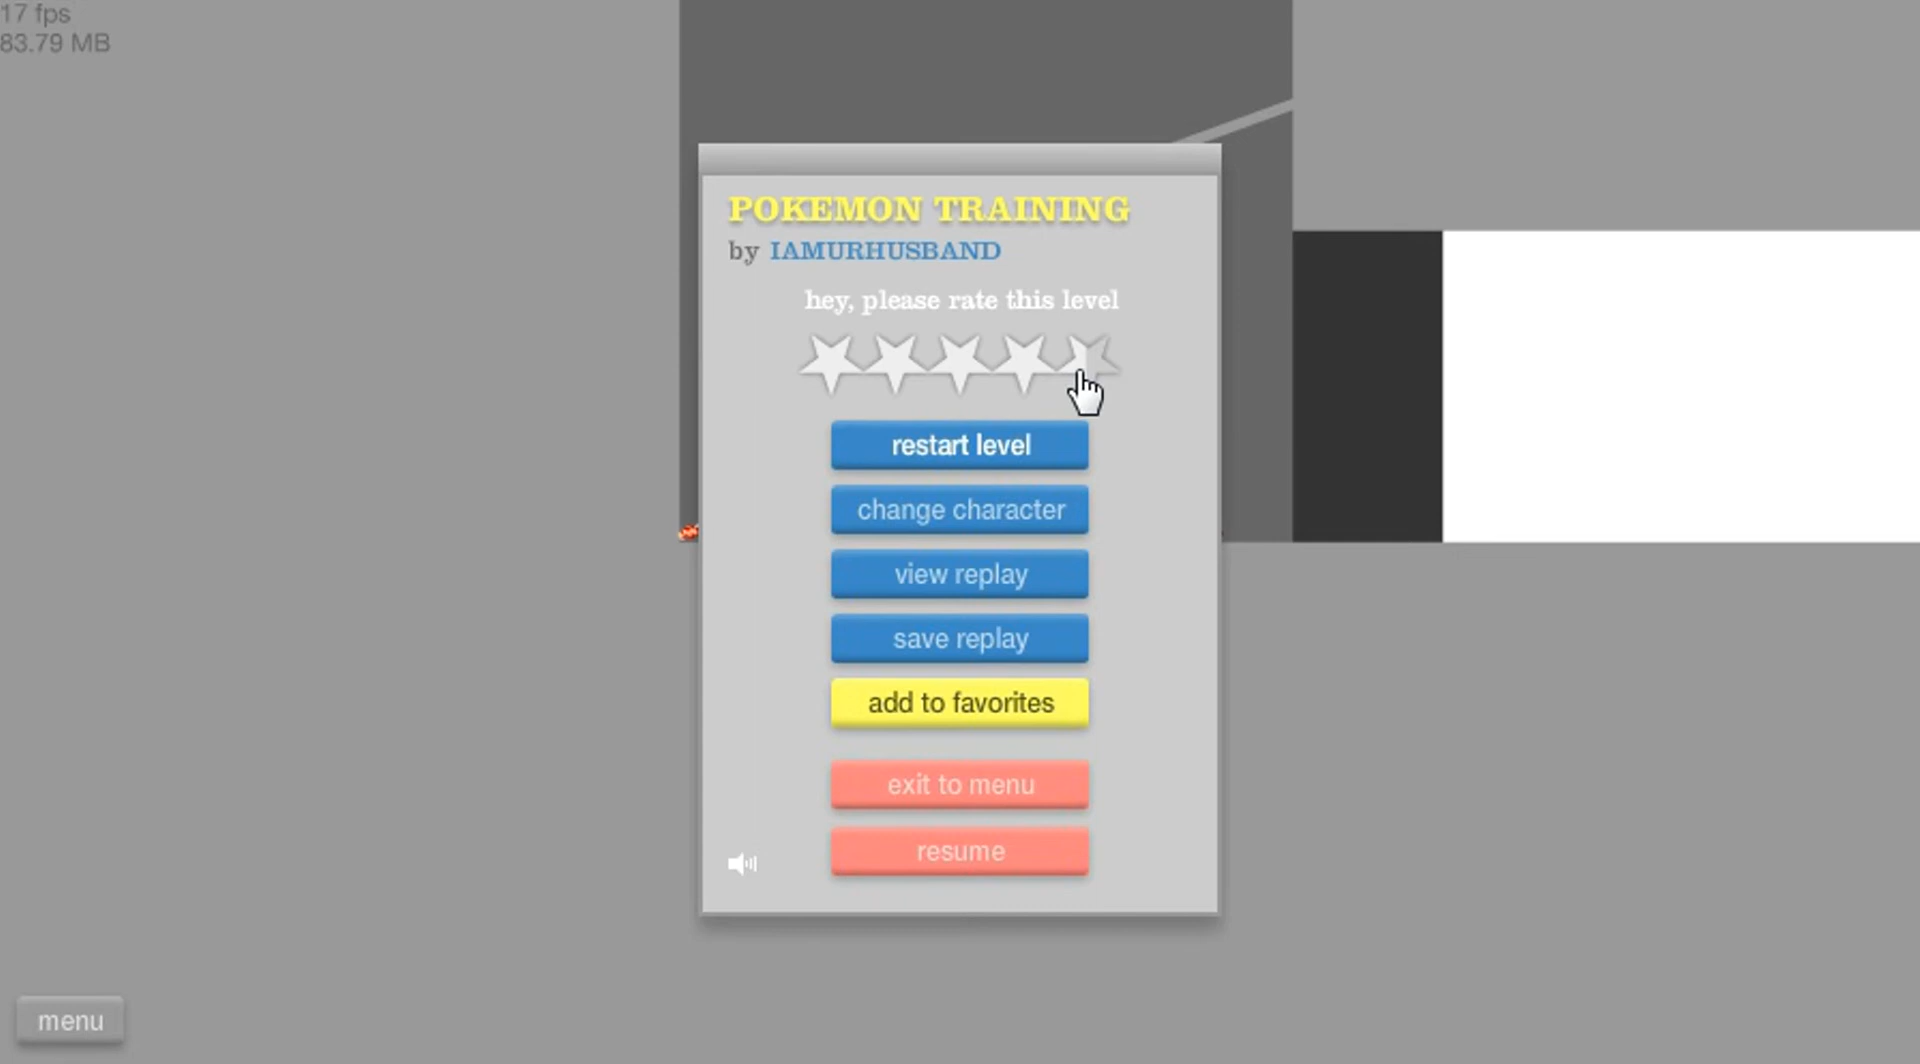 17 fps
83.79 MB
POKEMON TRAINING
by IAMURHUSBAND
hey, please rate this level
restart level
change character
view replay
save replay
add to favorites
exit to menu
resume
menu